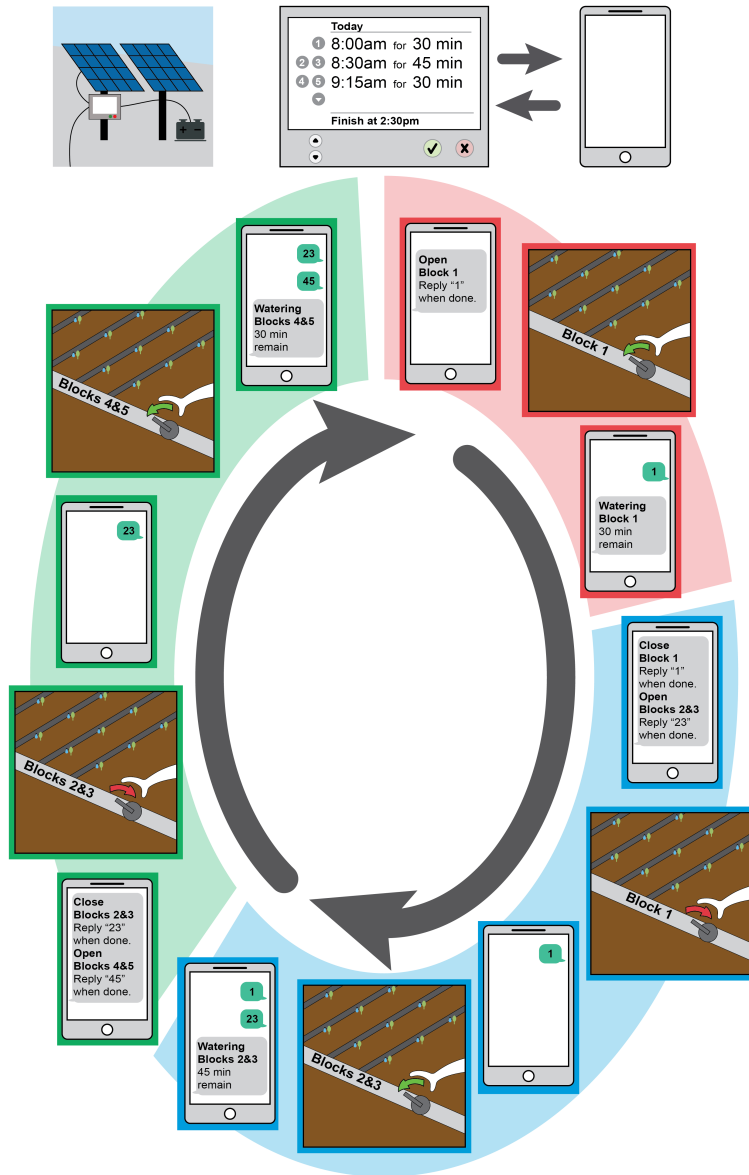 Today
1 8:00am for 30 min
2 3 8:30am for 45 min
4 5 9:15am for 30 min
Finish at 2:30pm
Open
Block 1
Reply “1”
when done.
Block 1
1
Watering
Block 1
30 min
remain
Close
Block 1
Reply “1”
when done.
Open
Blocks 2&3
Reply “23”
when done.
Block 1
1
Blocks 2&3
1
23
Watering
Blocks 2&3
45 min
remain
Close
Blocks 2&3
Reply “23”
when done.
Open
Blocks 4&5
Reply “45”
when done.
Blocks 2&3
23
Blocks 4&5
23
45
Watering
Blocks 4&5
30 min
remain